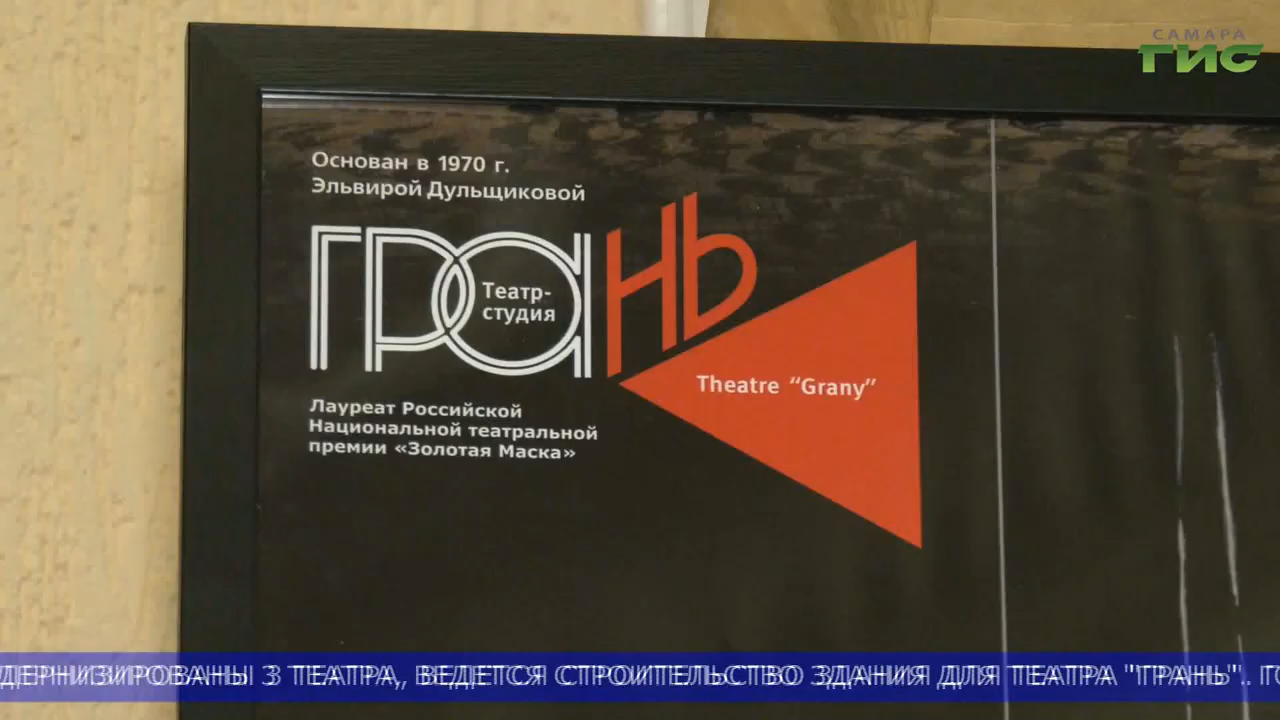 САМАРА
ГИС
Основан в 1970 г.
Эльвирой Дульщиковой
ГРАНЬ
Театр-
студия
Theatre “Grany”
Лауреат Российской
Национальной театральной
премии «Золотая Маска»
ДЕРНИЗИРОВАНЫ 3 ТЕАТРА, ВЕДЕТСЯ СТРОИТЕЛЬСТВО ЗДАНИЯ ДЛЯ ТЕАТРА "ГРАНЬ".